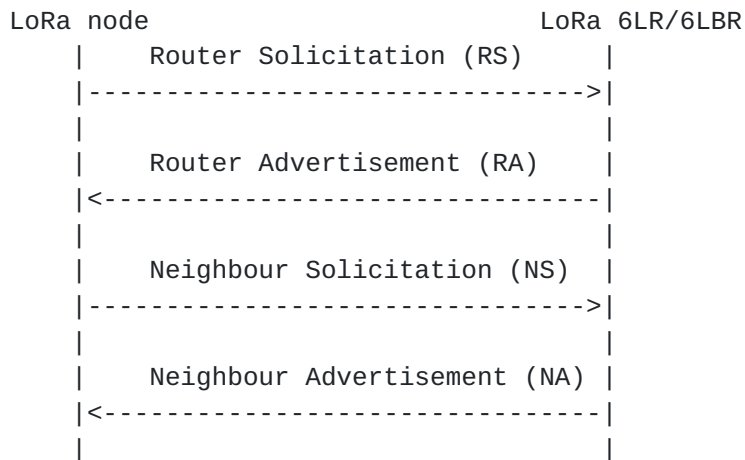 LoRa node LoRa 6LR/6LBR
Router Solicitation (RS)
Router Advertisement (RA)
Neighbour Solicitation (NS)
Neighbour Advertisement (NA)